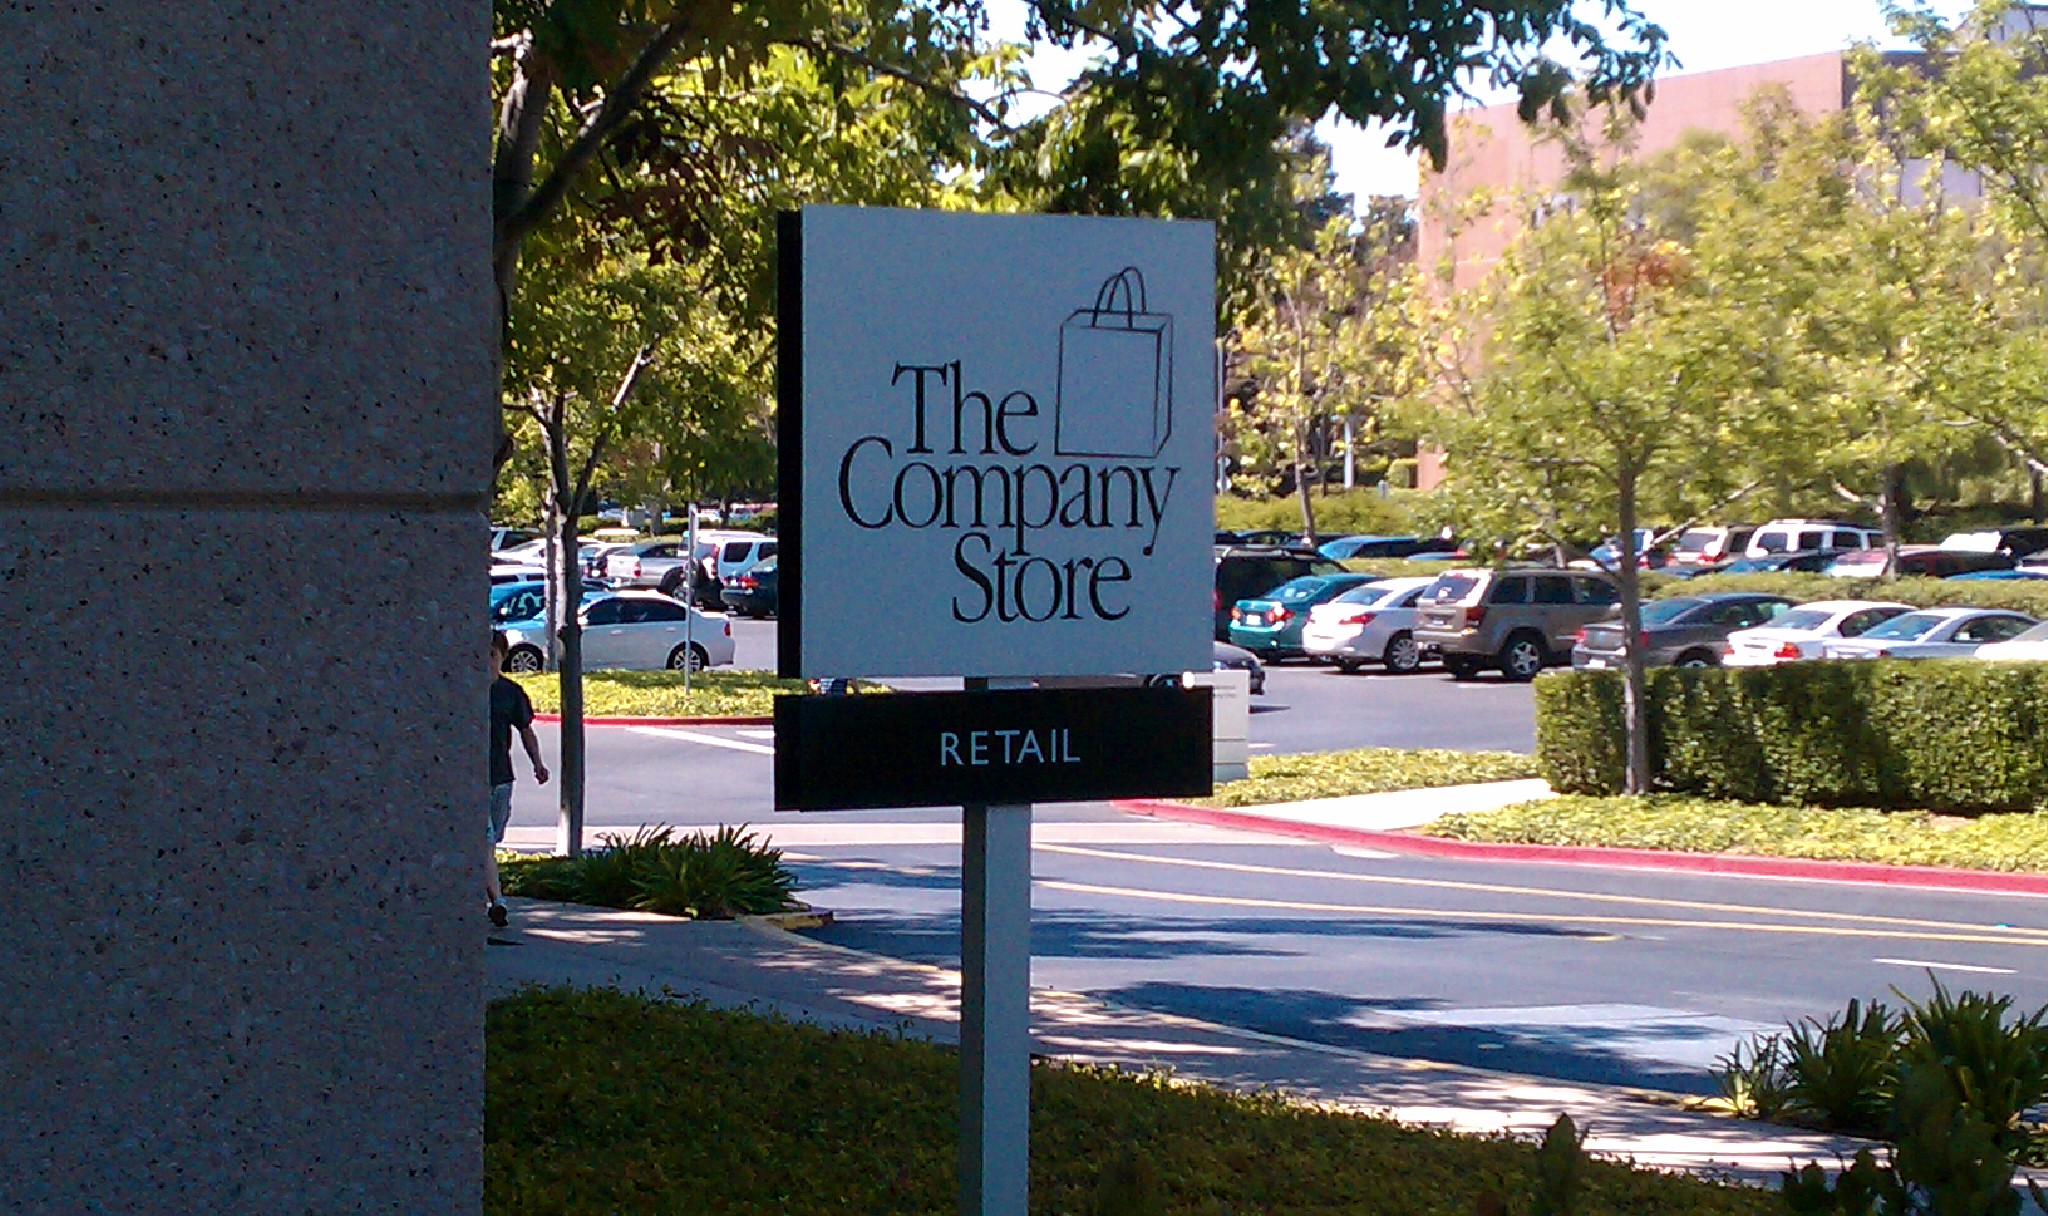 The
Company
Store
RETAIL